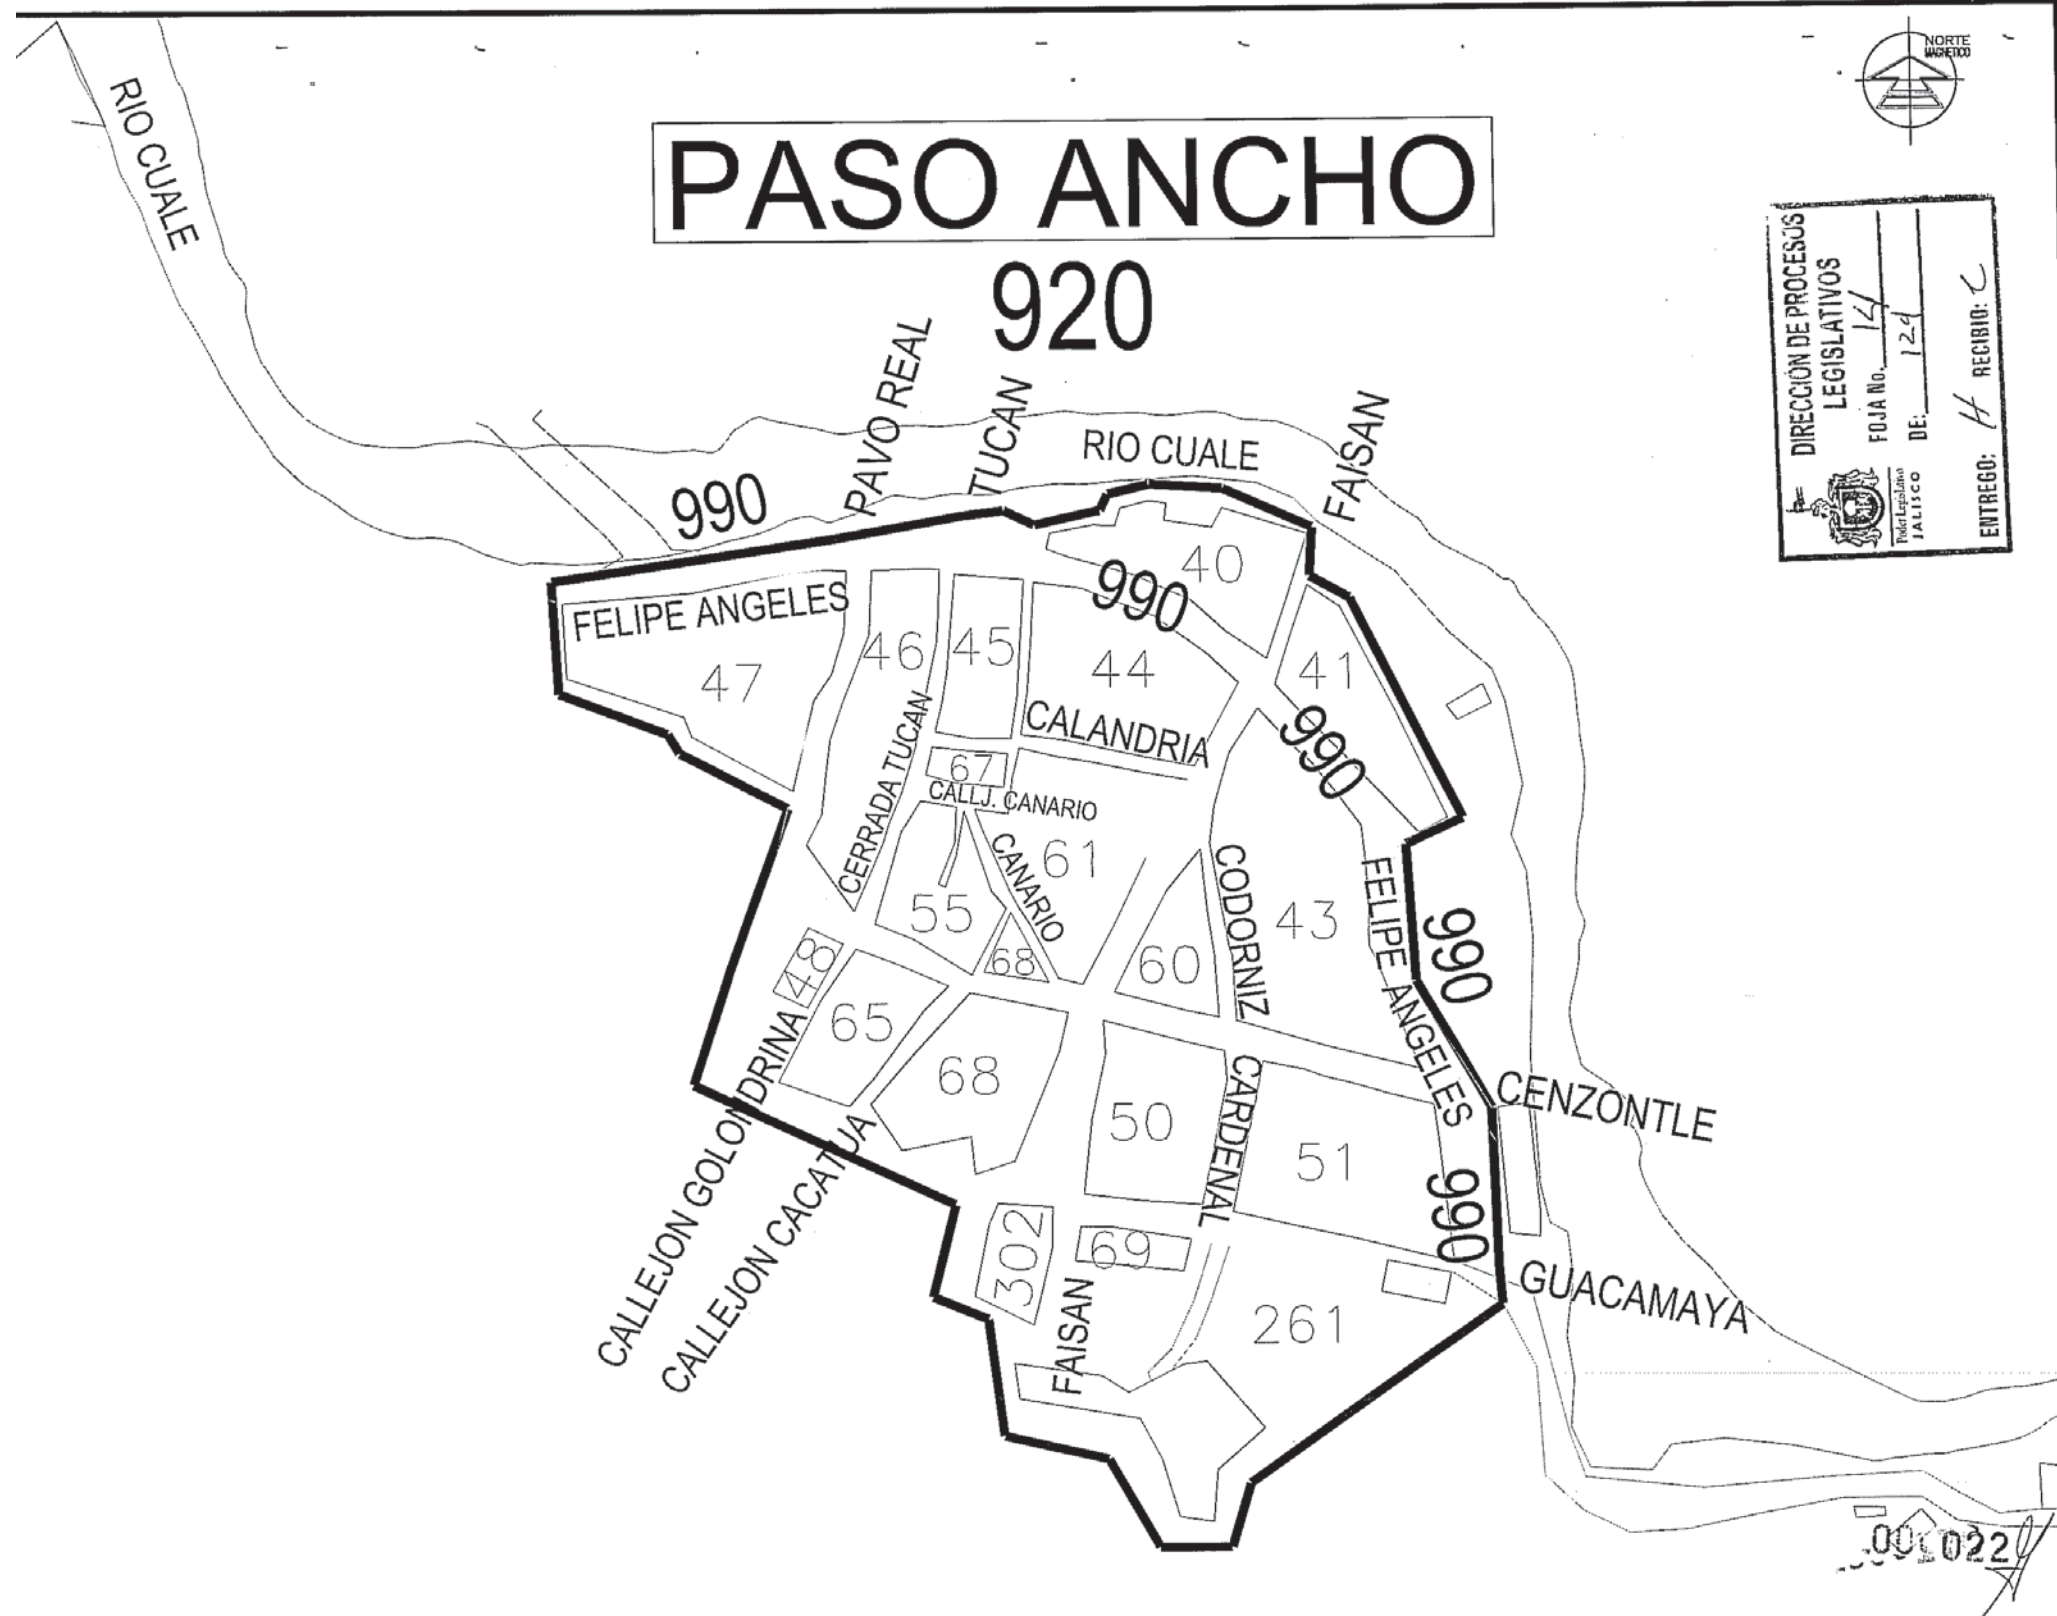 NORTE
MAGNETICO
RIO CUALE
PASO ANCHO
920
DIRECCIÓN DE PROCESOS
LEGISLATIVOS
FOJA No. 14
DE: 124
ENTREGO: H RECIBIO: C
Poder Legislativo
JALISCO
PAVO REAL
TUCAN
RIO CUALE
FAISAN
990
40
990
FELIPE ANGELES
47
46
45
44
41
CALANDRIA
990
CERRADA TUCAN
67
CALLJ. CANARIO
CANARIO
61
55
68
60
CODORNIZ
43
FELIPE ANGELES
990
48
65
68
50
CARDENAL
51
CENZONTLE
990
CALLEJON GOLONDRINA
CALLEJON CACATUA
302
69
FAISAN
261
GUACAMAYA
022